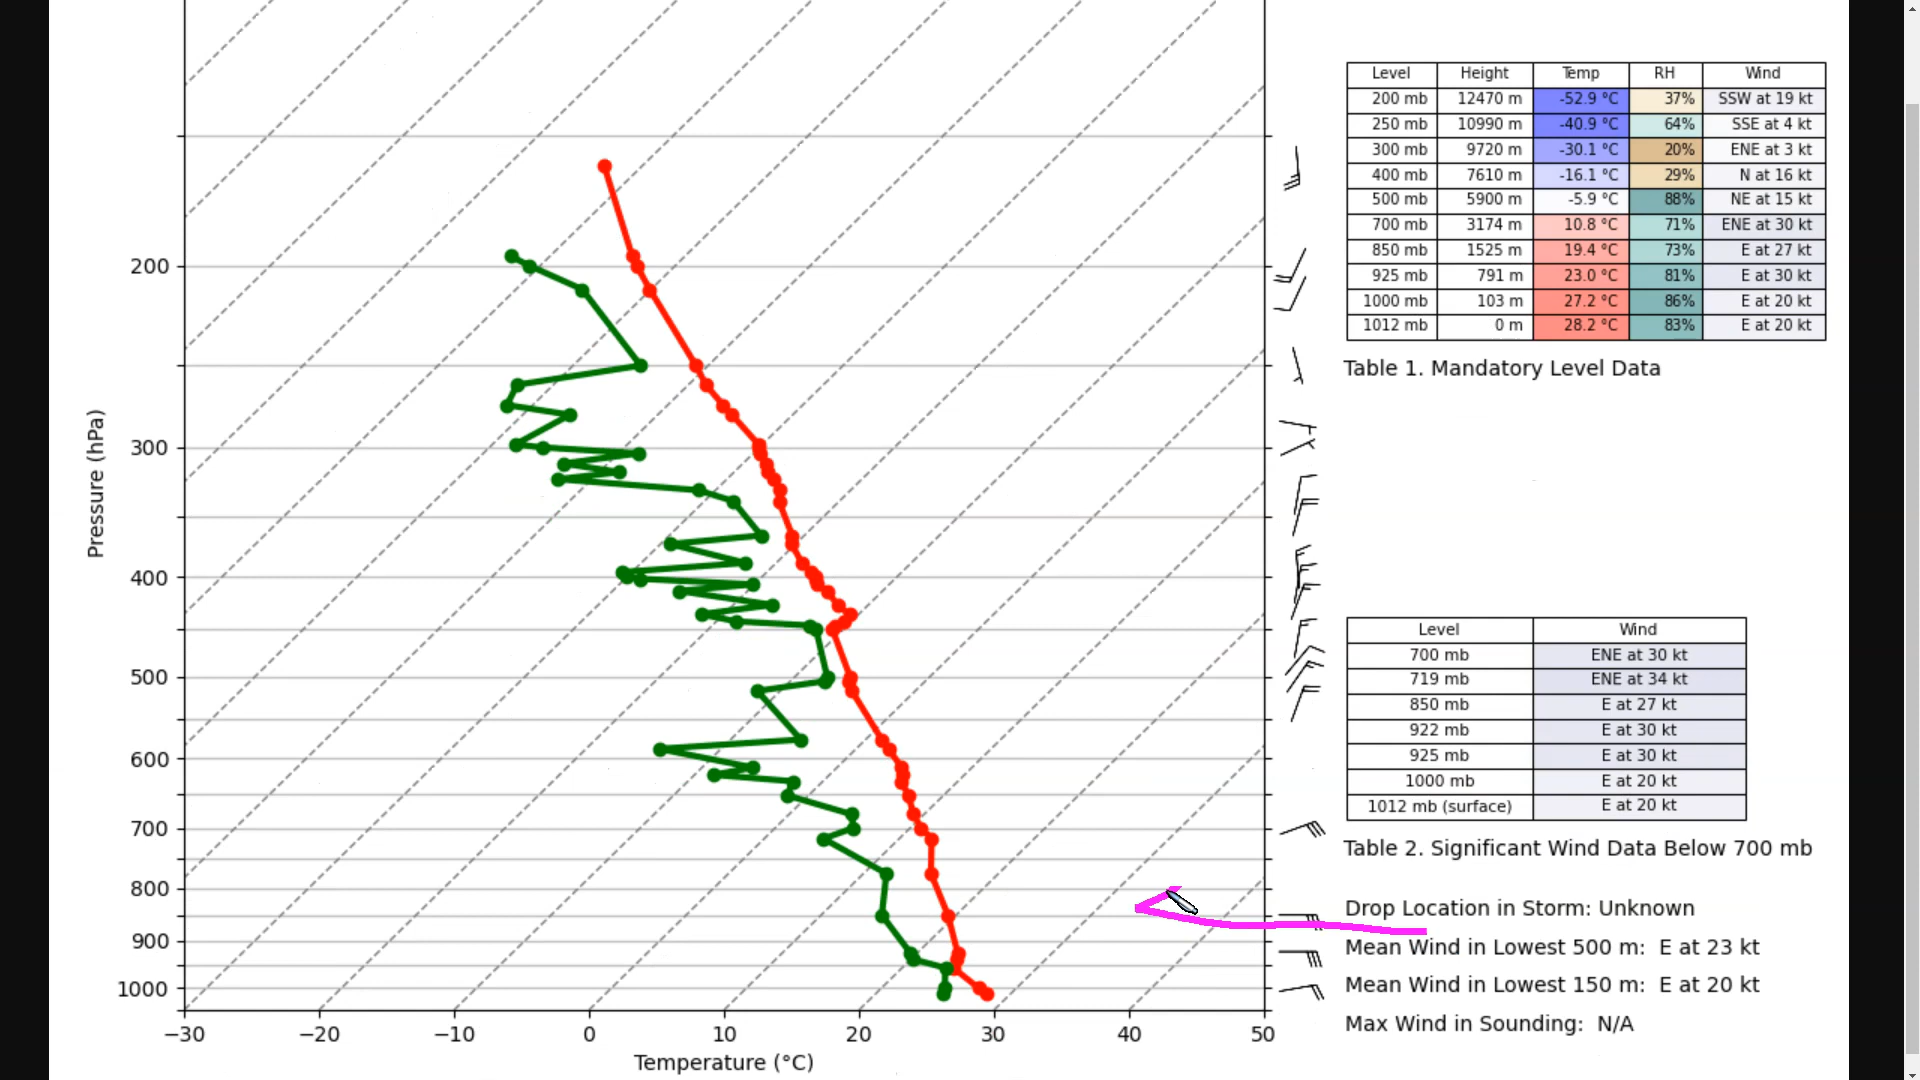 Level Height Temp RH Wind
200 mb 12470 m -52.9 °C 37% SSW at 19 kt
250 mb 10990 m -40.9 °C 64% SSE at 4 kt
300 mb 9720 m -30.1 °C 20% ENE at 3 kt
400 mb 7610 m -16.1 °C 29% N at 16 kt
500 mb 5900 m -5.9 °C 88% NE at 15 kt
700 mb 3174 m 10.8 °C 71% ENE at 30 kt
850 mb 1525 m 19.4 °C 73% E at 27 kt
925 mb 791 m 23.0 °C 81% E at 30 kt
1000 mb 103 m 27.2 °C 86% E at 20 kt
1012 mb 0 m 28.2 °C 83% E at 20 kt
Table 1. Mandatory Level Data
Level Wind
700 mb ENE at 30 kt
719 mb ENE at 34 kt
850 mb E at 27 kt
922 mb E at 30 kt
925 mb E at 30 kt
1000 mb E at 20 kt
1012 mb (surface) E at 20 kt
Table 2. Significant Wind Data Below 700 mb
Drop Location in Storm: Unknown
Mean Wind in Lowest 500 m: E at 23 kt
Mean Wind in Lowest 150 m: E at 20 kt
Max Wind in Sounding: N/A
Pressure (hPa)
200
300
400
500
600
700
800
900
1000
−30 −20 −10 0 10 20 30 40 50
Temperature (°C)